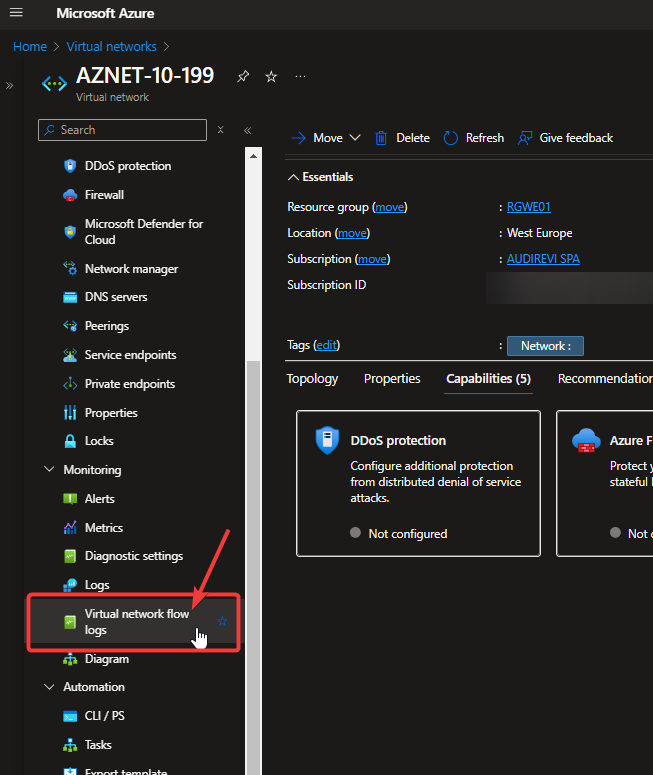 Microsoft Azure
Home > Virtual networks >
AZNET-10-199
Virtual network
Search
DDoS protection
Firewall
Microsoft Defender for
Cloud
Network manager
DNS servers
Peerings
Service endpoints
Private endpoints
Properties
Locks
Monitoring
Alerts
Metrics
Diagnostic settings
Logs
Virtual network flow
logs
Diagram
Automation
CLI / PS
Tasks
Export template
Move
Delete
Refresh
Give feedback
Essentials
Resource group (move) : RGWE01
Location (move) : West Europe
Subscription (move) : AUDIREVI SPA
Subscription ID
Tags (edit) : Network :
Topology Properties Capabilities (5) Recommendation
DDoS protection
Configure additional protection
from distributed denial of service
attacks.
Not configured
Azure F
Protect y
stateful
Not